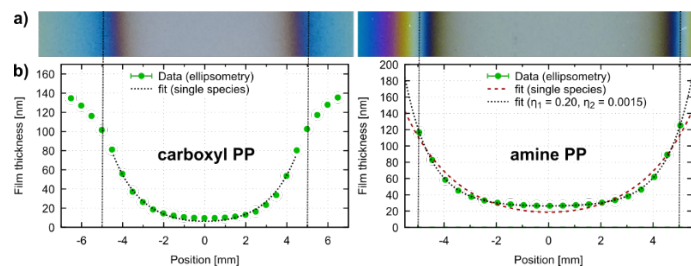 a)
b)
160
140
120
100
80
60
40
20
0
Film thickness [nm]
Data (ellipsometry)
fit (single species)
carboxyl PP
-6 -4 -2 0 2 4 6
Position [mm]
200
180
160
140
120
100
80
60
40
20
0
Film thickness [nm]
Data (ellipsometry)
fit (single species)
fit (η₁ = 0.20, η₂ = 0.0015)
amine PP
-4 -2 0 2 4
Position [mm]